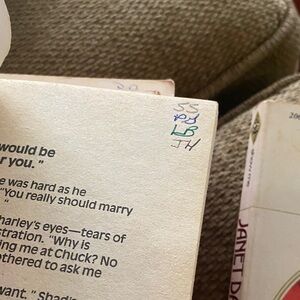 SS
LB
JH
would be
r you."
e was hard as he
"You really should marry
"
harley's eyes—tears of
stration. "Why is
ing me at Chuck? No
othered to ask me
want." Shad's
JANET D